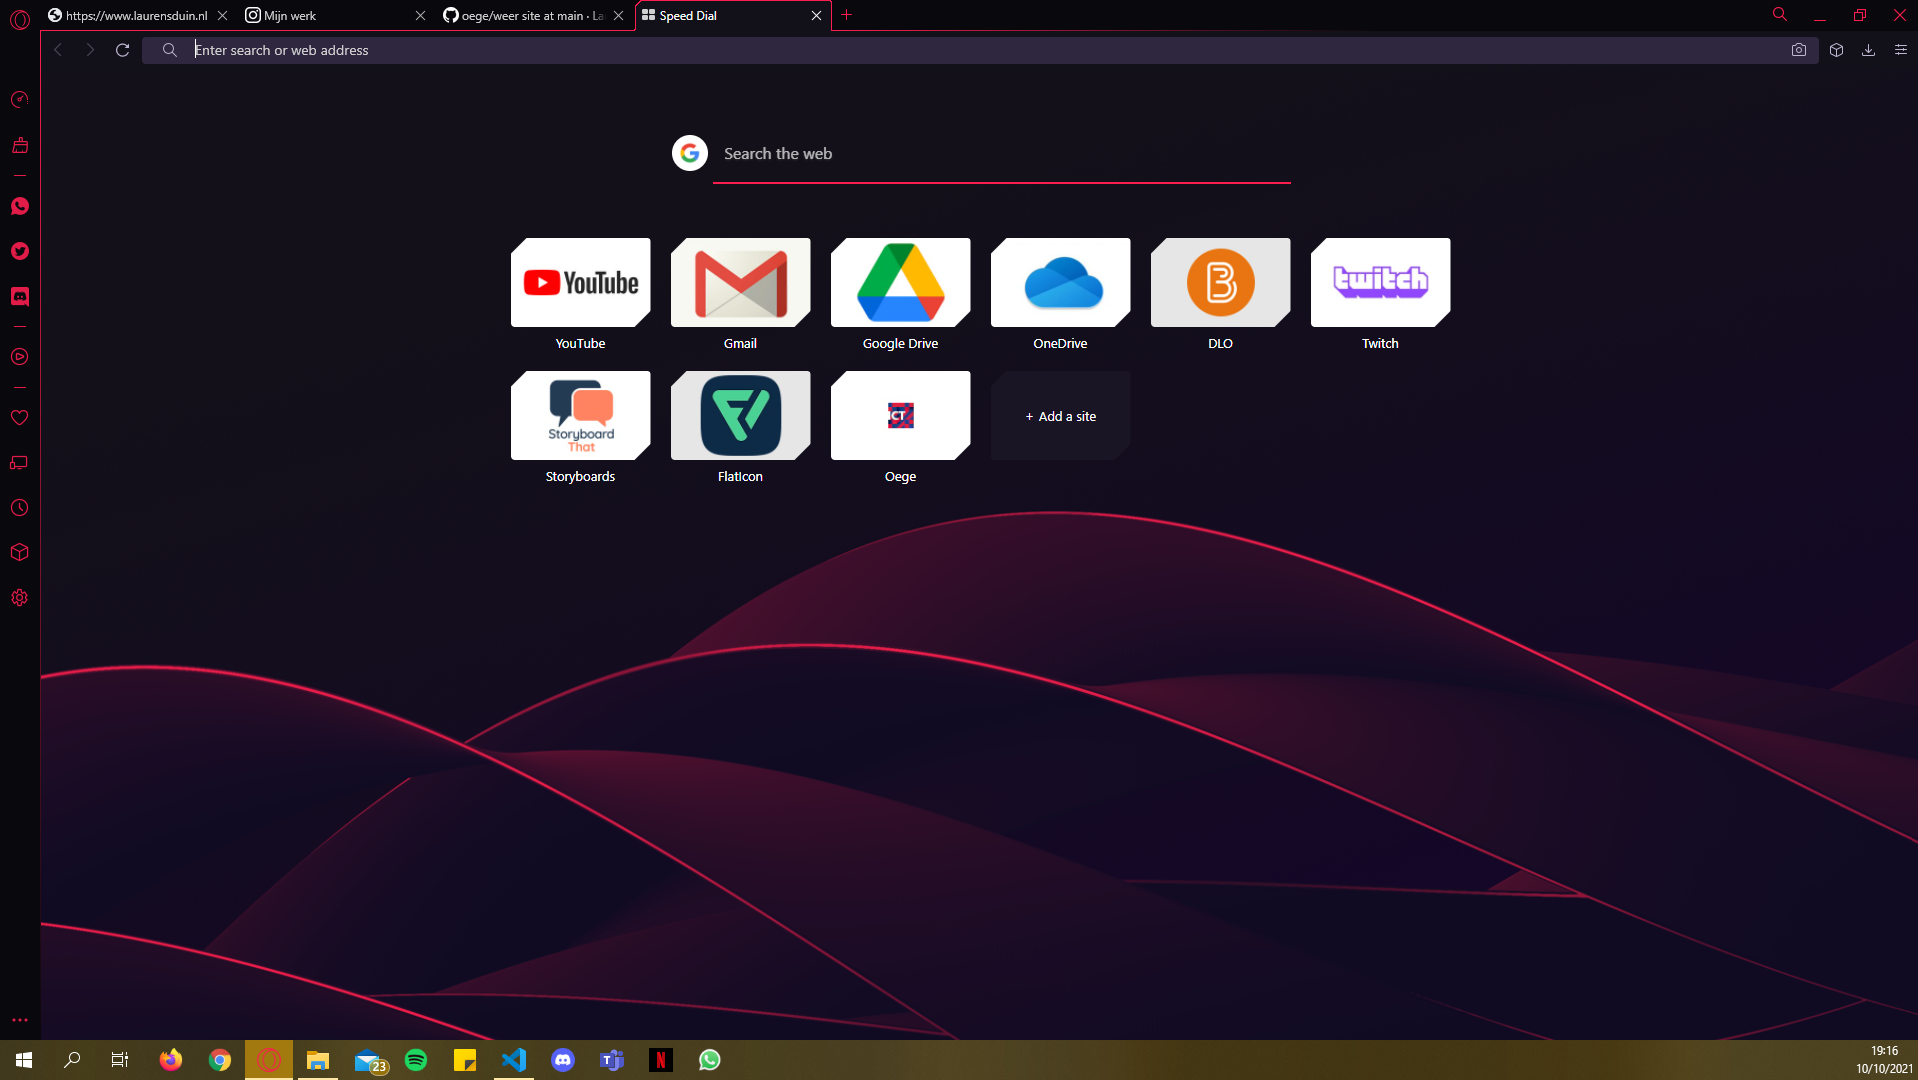 https://www.laurensduin.nl
Mijn werk
oege/weer site at main · La
Speed Dial
Enter search or web address
Search the web
YouTube
twitch
YouTube
Gmail
Google Drive
OneDrive
DLO
Twitch
Storyboard
That
ICT
+ Add a site
Storyboards
FlatIcon
Oege
23
19:16
10/10/2021